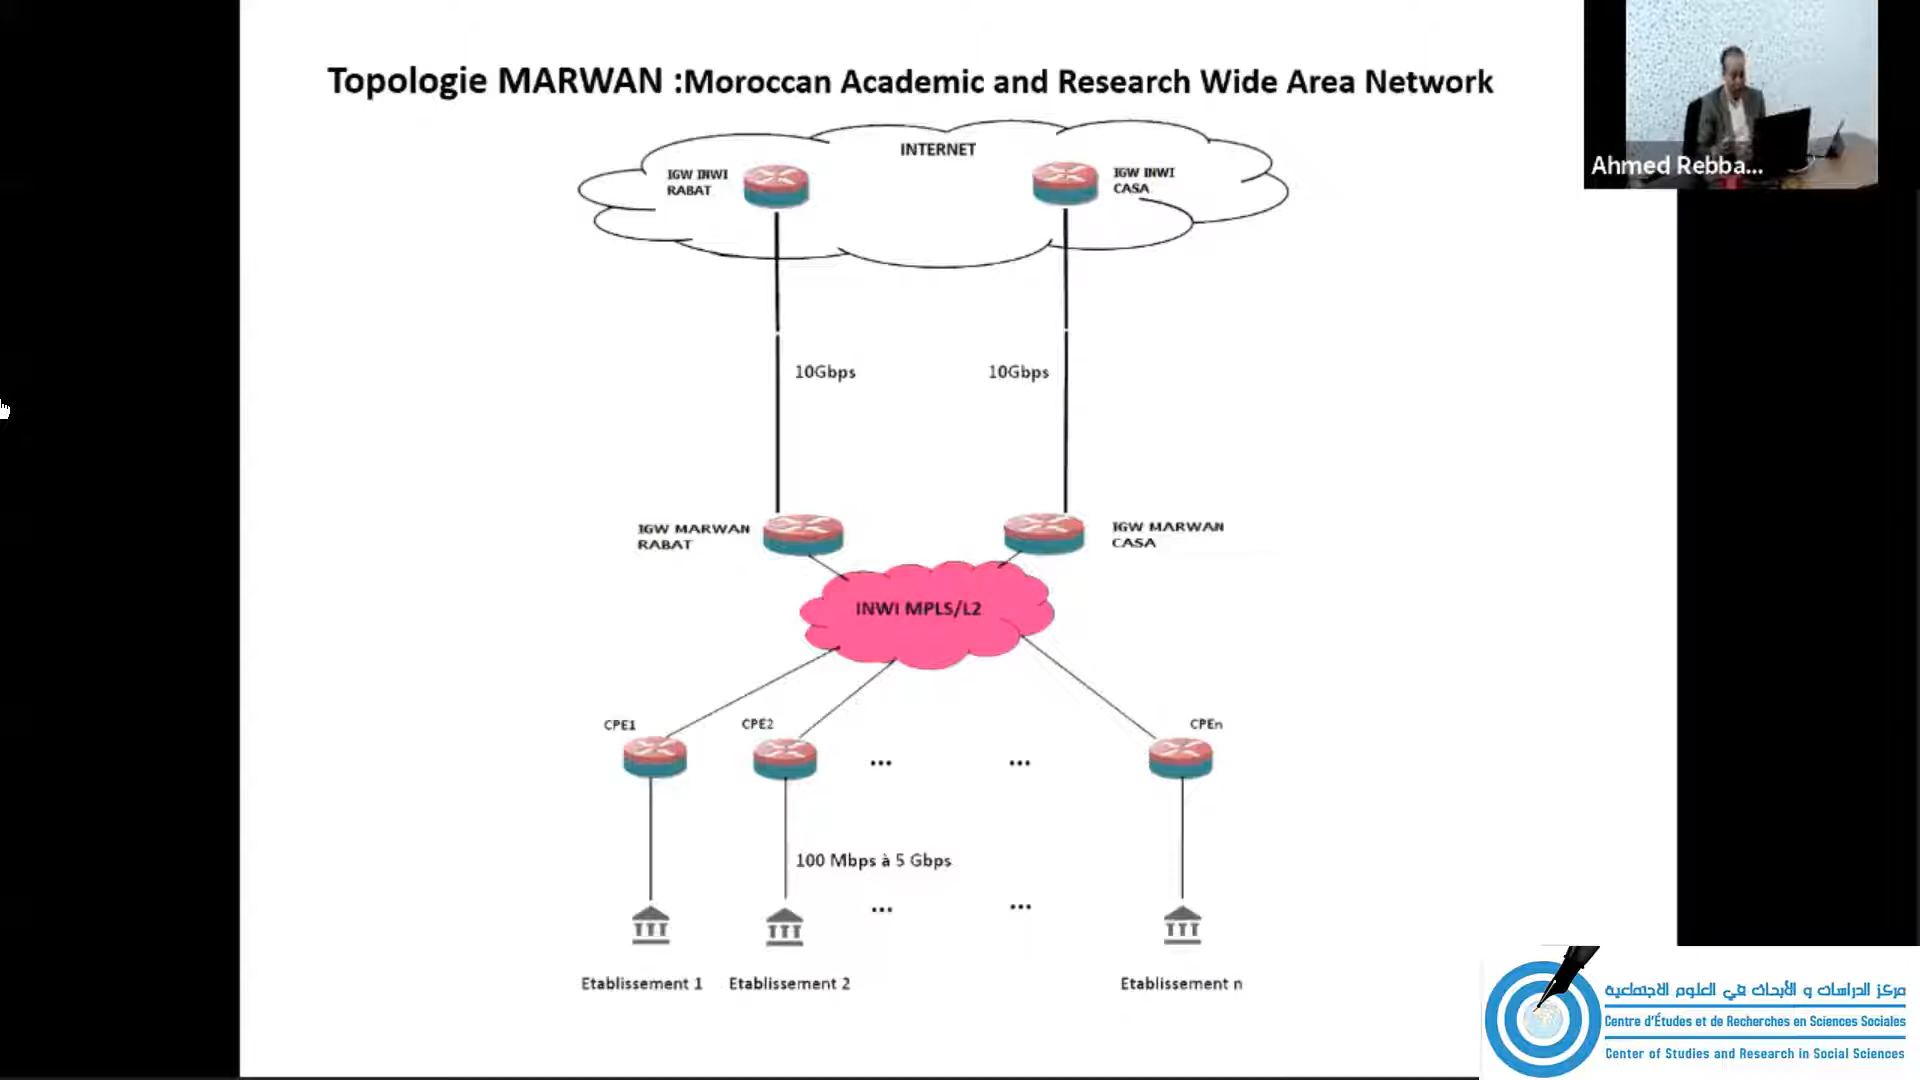 Topologie MARWAN :Moroccan Academic and Research Wide Area Network
Ahmed Rebba...
INTERNET
IGW INWI
RABAT
IGW INWI
CASA
10Gbps
10Gbps
IGW MARWAN
RABAT
IGW MARWAN
CASA
INWI MPLS/L2
CPE1
CPE2
CPEn
...
...
100 Mbps à 5 Gbps
...
...
Etablissement 1
Etablissement 2
Etablissement n
مركز الدراسات و الأبحاث في العلوم الاجتماعية
Centre d'Études et de Recherches en Sciences Sociales
Center of Studies and Research in Social Sciences